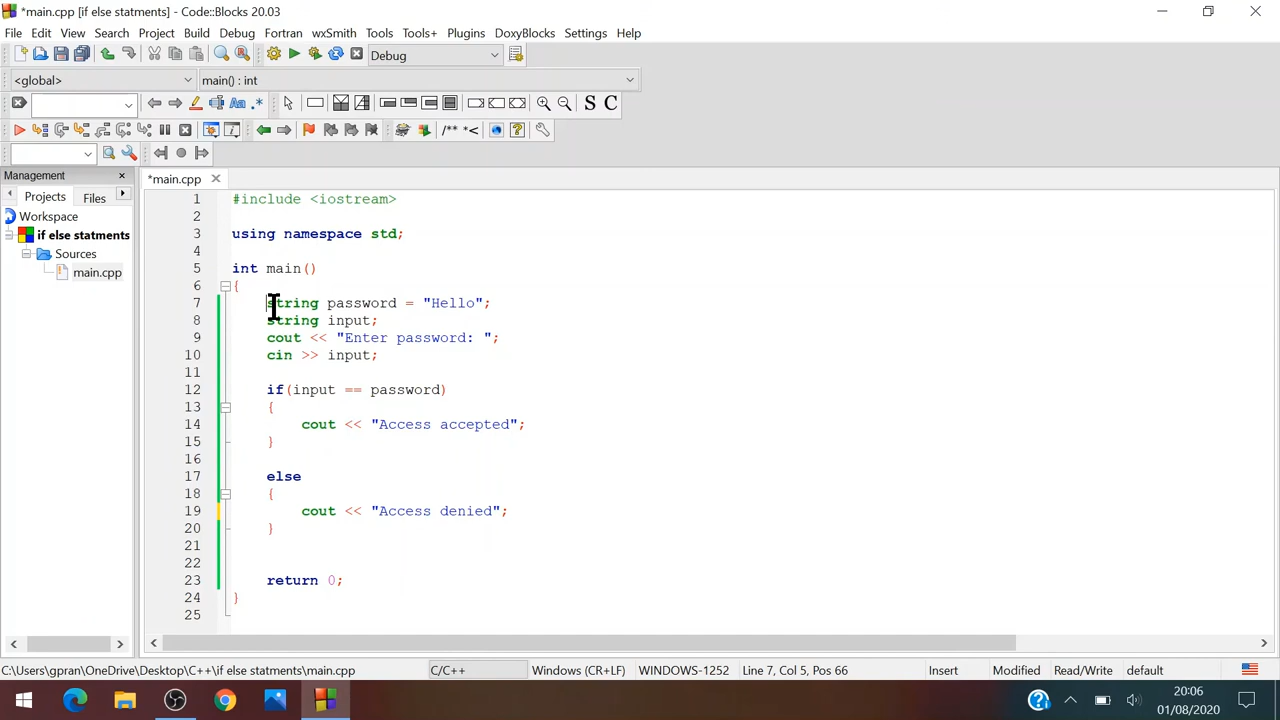 *main.cpp [if else statments] - Code::Blocks 20.03
File Edit View Search Project Build Debug Fortran wxSmith Tools Tools+ Plugins DoxyBlocks Settings Help
Debug
<global> main() : int
Aa .* S C
/** *<
Management
*main.cpp
Projects Files
Workspace
if else statments
Sources
main.cpp
1 #include <iostream>
2
3 using namespace std;
4
5 int main()
6 {
7 string password = "Hello";
8 string input;
9 cout << "Enter password: ";
10 cin >> input;
11
12 if(input == password)
13 {
14 cout << "Access accepted";
15 }
16
17 else
18 {
19 cout << "Access denied";
20 }
21
22
23 return 0;
24 }
25
C:\Users\gpran\OneDrive\Desktop\C++\if else statments\main.cpp C/C++ Windows (CR+LF) WINDOWS-1252 Line 7, Col 5, Pos 66 Insert Modified Read/Write default
20:06
01/08/2020